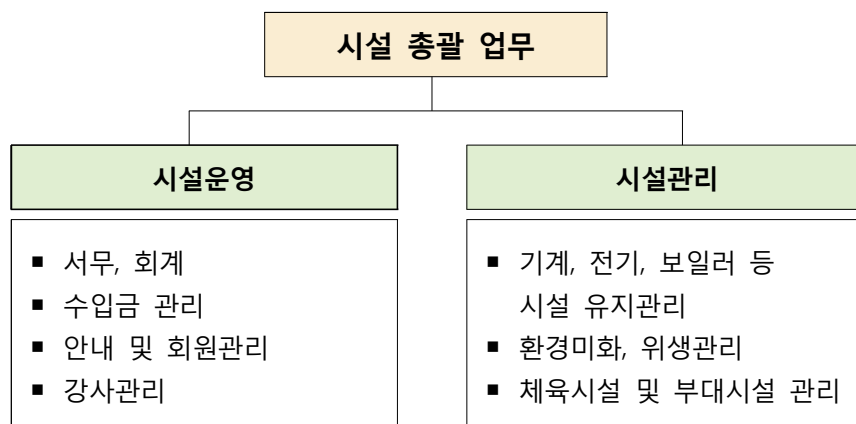 시설 총괄 업무
시설운영
■ 서무, 회계
■ 수입금 관리
■ 안내 및 회원관리
■ 강사관리
시설관리
■ 기계, 전기, 보일러 등
시설 유지관리
■ 환경미화, 위생관리
■ 체육시설 및 부대시설 관리